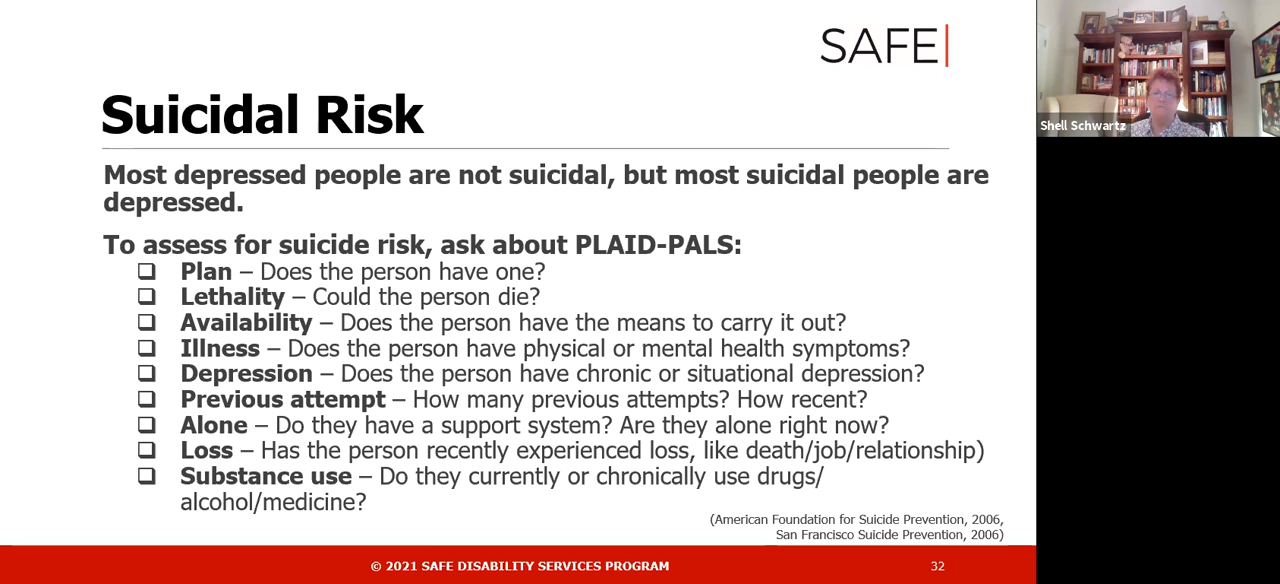 SAFE
Suicidal Risk
Most depressed people are not suicidal, but most suicidal people are
depressed.
To assess for suicide risk, ask about PLAID-PALS:
❑ Plan – Does the person have one?
❑ Lethality – Could the person die?
❑ Availability – Does the person have the means to carry it out?
❑ Illness – Does the person have physical or mental health symptoms?
❑ Depression – Does the person have chronic or situational depression?
❑ Previous attempt – How many previous attempts? How recent?
❑ Alone – Do they have a support system? Are they alone right now?
❑ Loss – Has the person recently experienced loss, like death/job/relationship)
❑ Substance use – Do they currently or chronically use drugs/
alcohol/medicine?
(American Foundation for Suicide Prevention, 2006,
San Francisco Suicide Prevention, 2006)
© 2021 SAFE DISABILITY SERVICES PROGRAM
32
Shell Schwartz